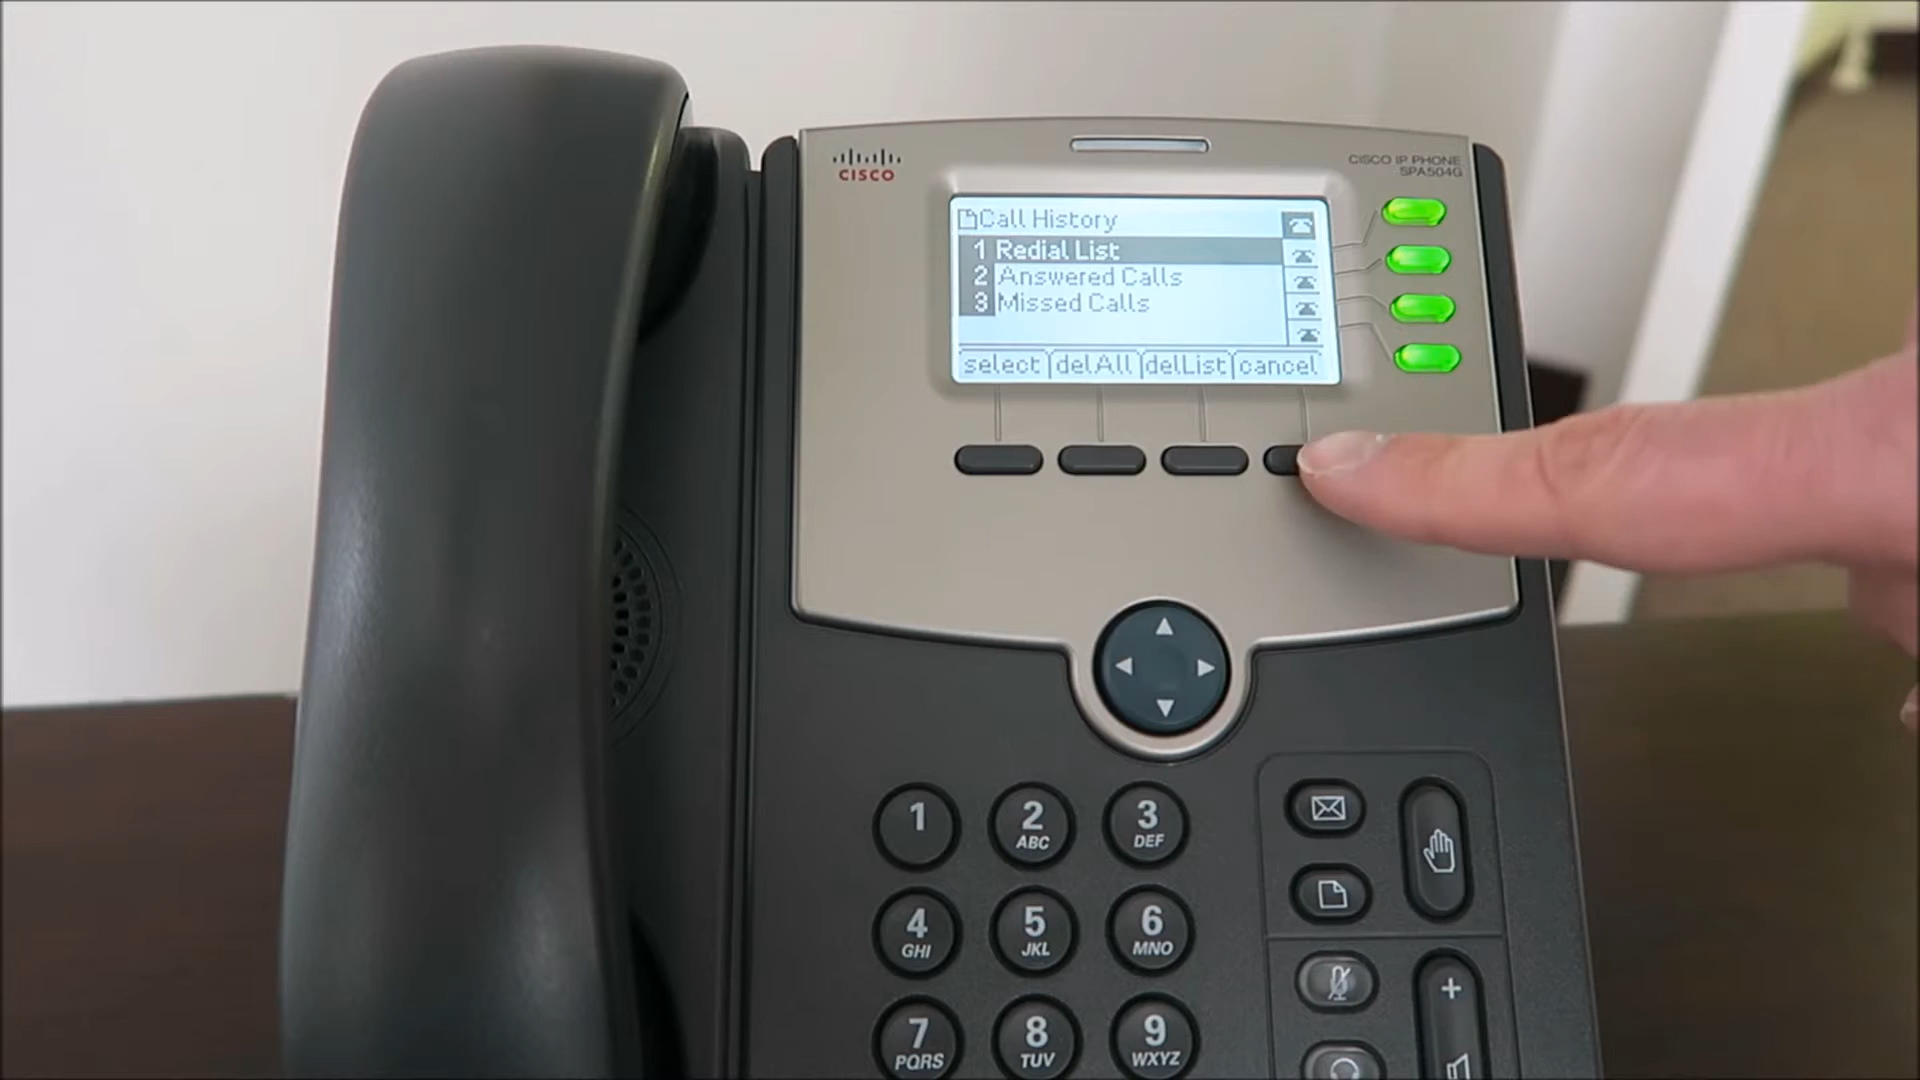 CISCO
CISCO IP PHONE
SPA504G
Call History
1 Redial List
2 Answered Calls
3 Missed Calls
select delAll delList cancel
1
2
ABC
3
DEF
4
GHI
5
JKL
6
MNO
7
PQRS
8
TUV
9
WXYZ
+